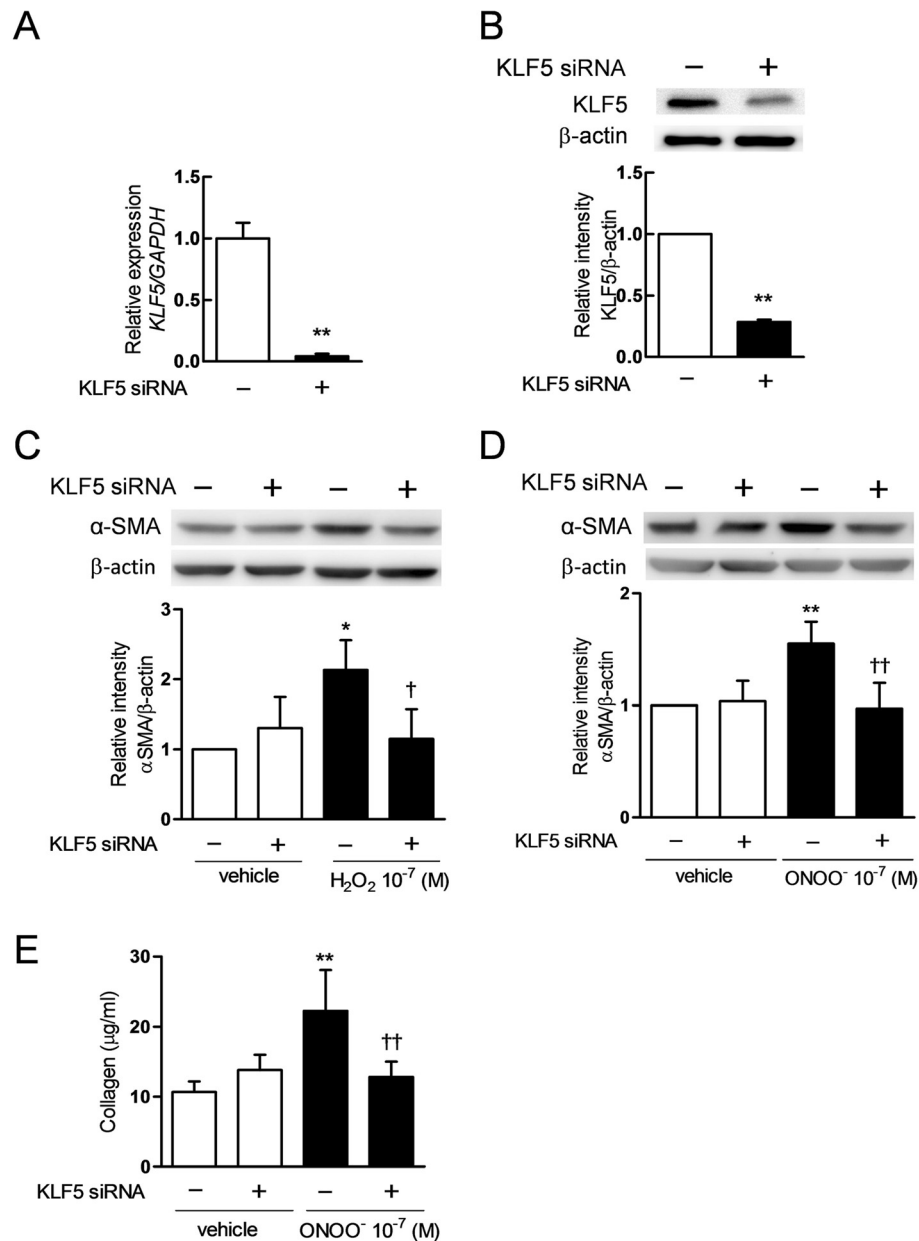 A
Relative expression
KLF5/GAPDH
1.5
1.0
0.5
0.0
**
KLF5 siRNA
− +
B
KLF5 siRNA − +
KLF5
β-actin
Relative intensity
KLF5/β-actin
1.5
1.0
0.5
0.0
**
KLF5 siRNA − +
C
KLF5 siRNA − + − +
α-SMA
β-actin
Relative intensity
αSMA/β-actin
3
2
1
0
*
†
KLF5 siRNA − + − +
vehicle H₂O₂ 10⁻⁷ (M)
D
KLF5 siRNA − + − +
α-SMA
β-actin
Relative intensity
αSMA/β-actin
2
1
0
**
††
KLF5 siRNA − + − +
vehicle ONOO⁻ 10⁻⁷ (M)
E
Collagen (μg/ml)
30
20
10
0
**
††
KLF5 siRNA − + − +
vehicle ONOO⁻ 10⁻⁷ (M)